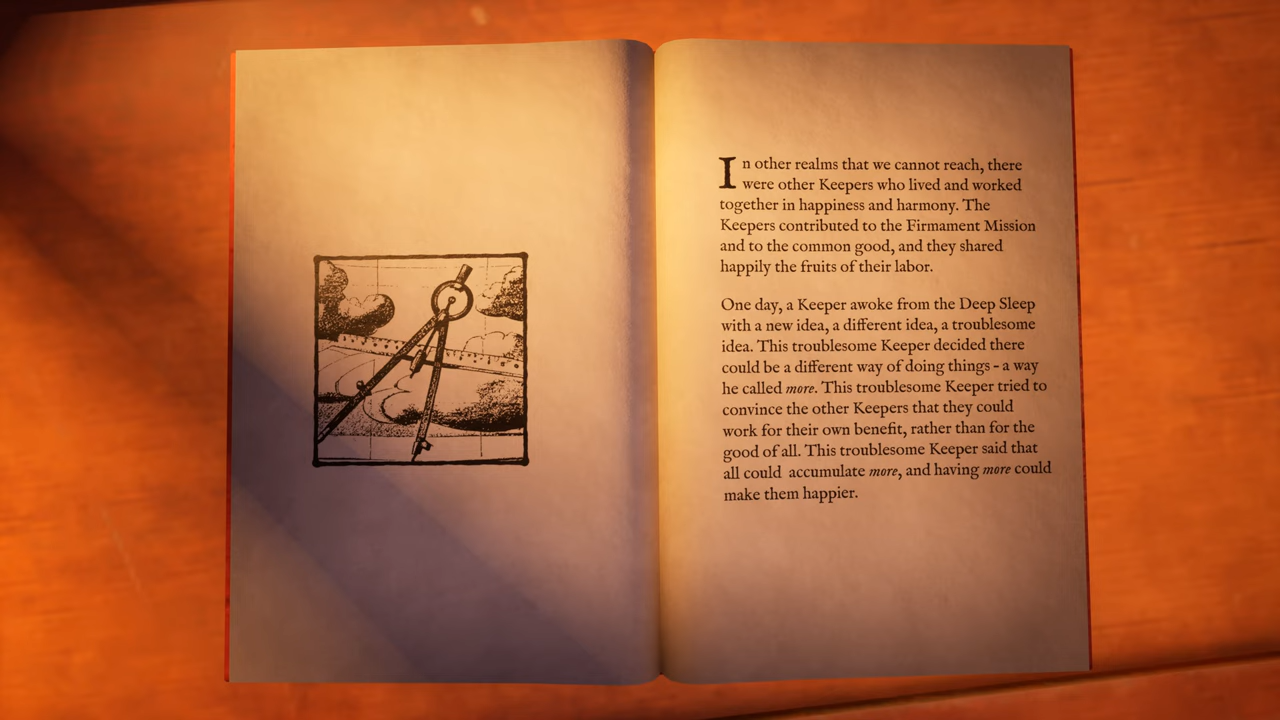 In other realms that we cannot reach, there
were other Keepers who lived and worked
together in happiness and harmony. The
Keepers contributed to the Firmament Mission
and to the common good, and they shared
happily the fruits of their labor.
One day, a Keeper awoke from the Deep Sleep
with a new idea, a different idea, a troublesome
idea. This troublesome Keeper decided there
could be a different way of doing things - a way
he called more. This troublesome Keeper tried to
convince the other Keepers that they could
work for their own benefit, rather than for the
good of all. This troublesome Keeper said that
all could accumulate more, and having more could
make them happier.